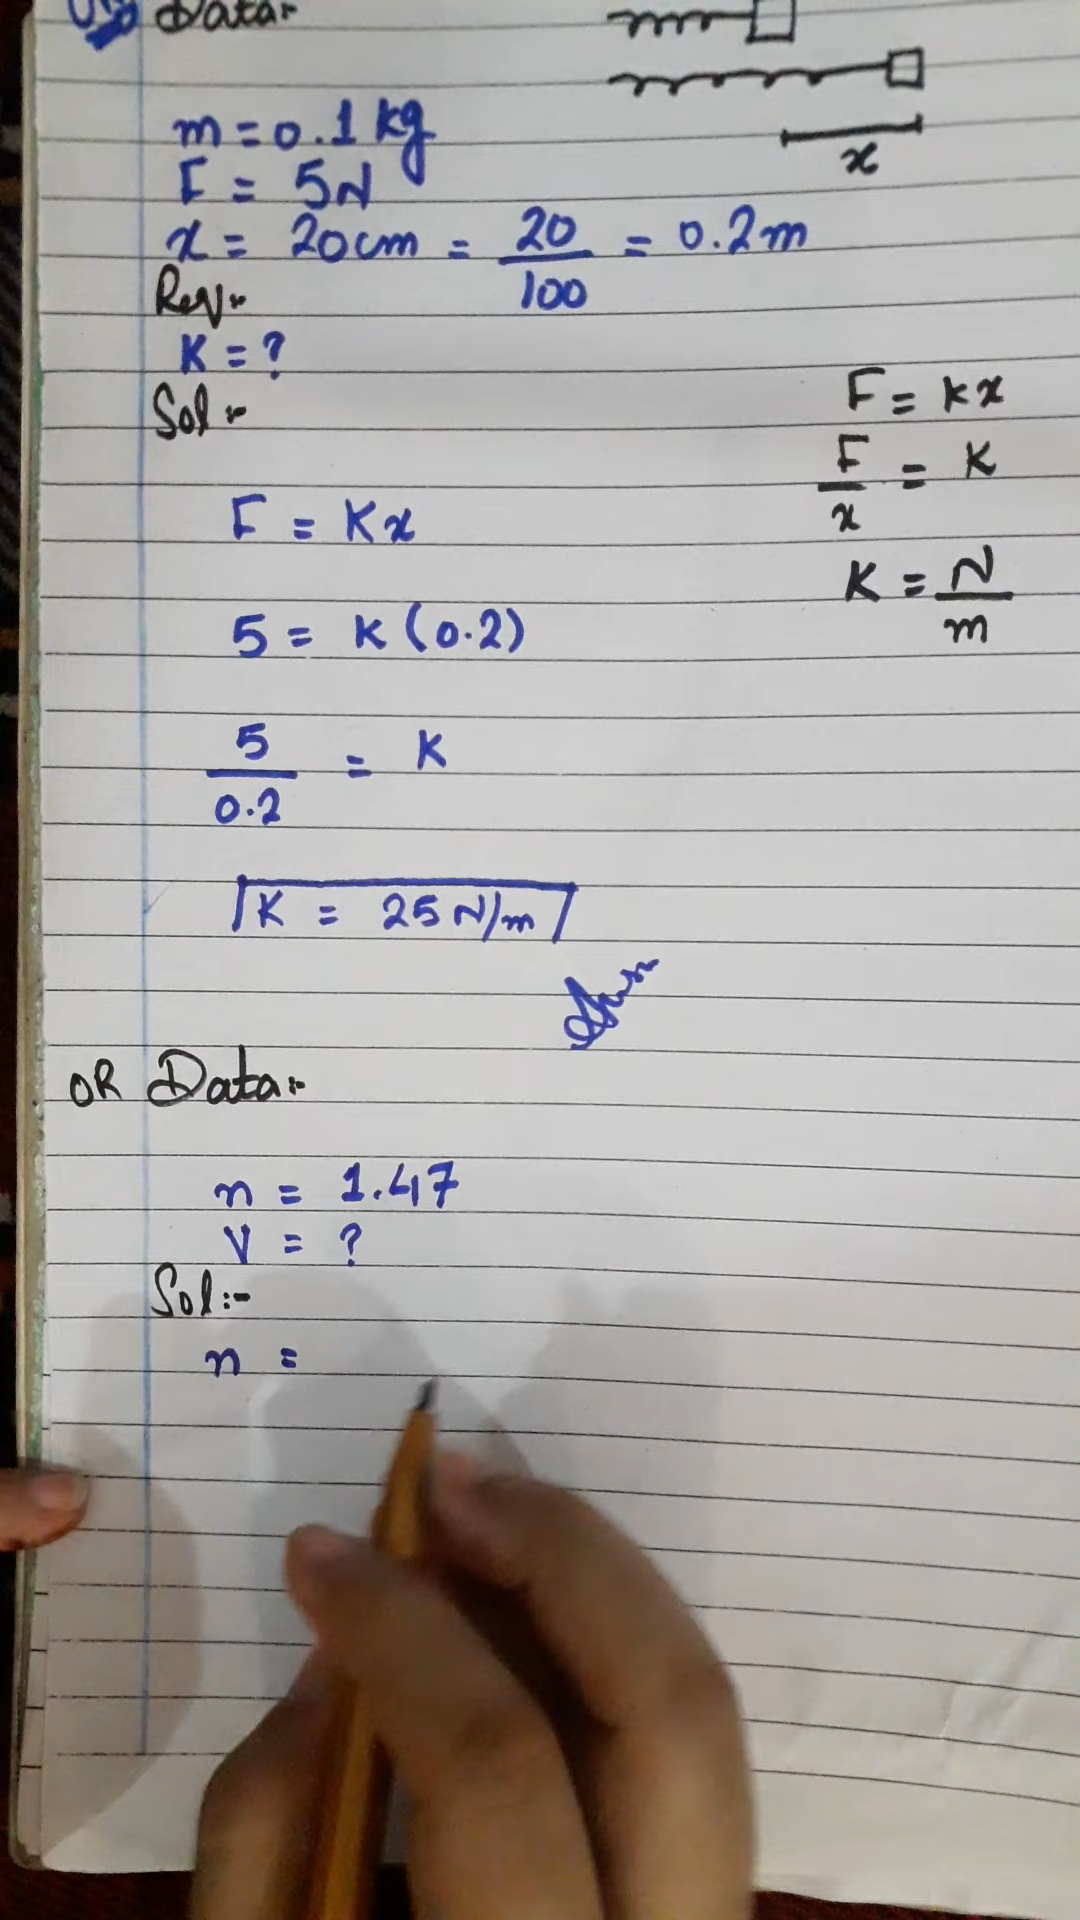 Data:-
m = 0.1 kg
F = 5N
x = 20cm = 20/100 = 0.2m
x
Req:-
K = ?
Sol:-
F = Kx
F/x = K
K = N/m
F = Kx
5 = K (0.2)
5/0.2 = K
K = 25 N/m
Ans
OR Data:-
n = 1.47
V = ?
Sol:-
n =